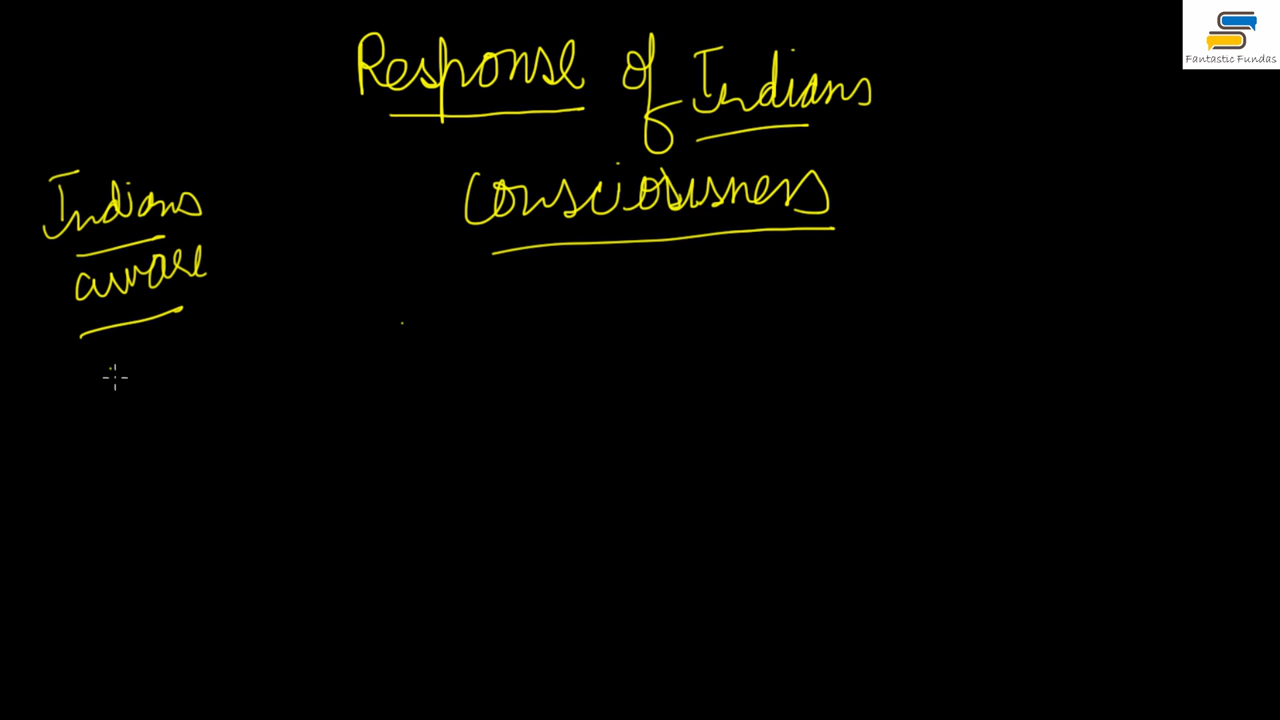 Response of Indians
Consciousness
Indians
aware
Fantastic Fundas